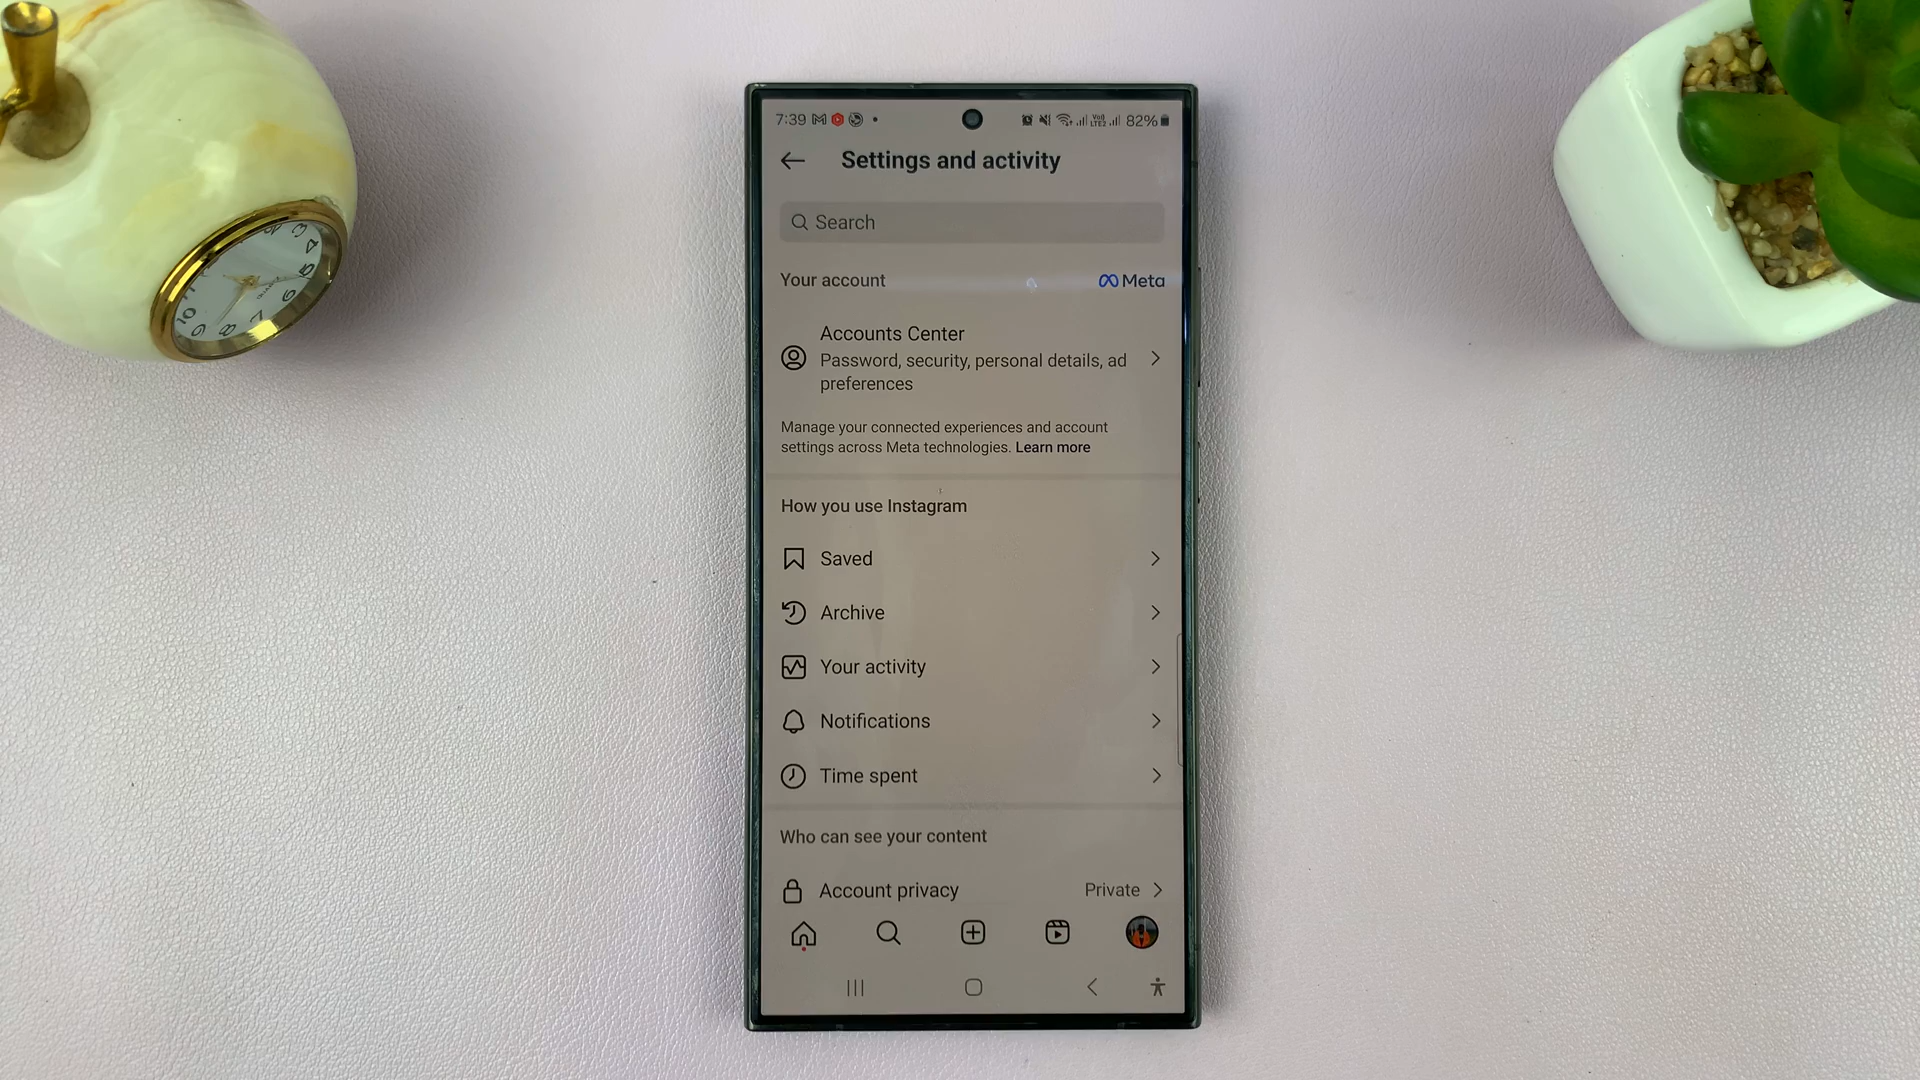 7:39 82%
Settings and activity
Search
Your account Meta
Accounts Center
Password, security, personal details, ad
preferences
Manage your connected experiences and account
settings across Meta technologies. Learn more
How you use Instagram
Saved
Archive
Your activity
Notifications
Time spent
Who can see your content
Account privacy Private